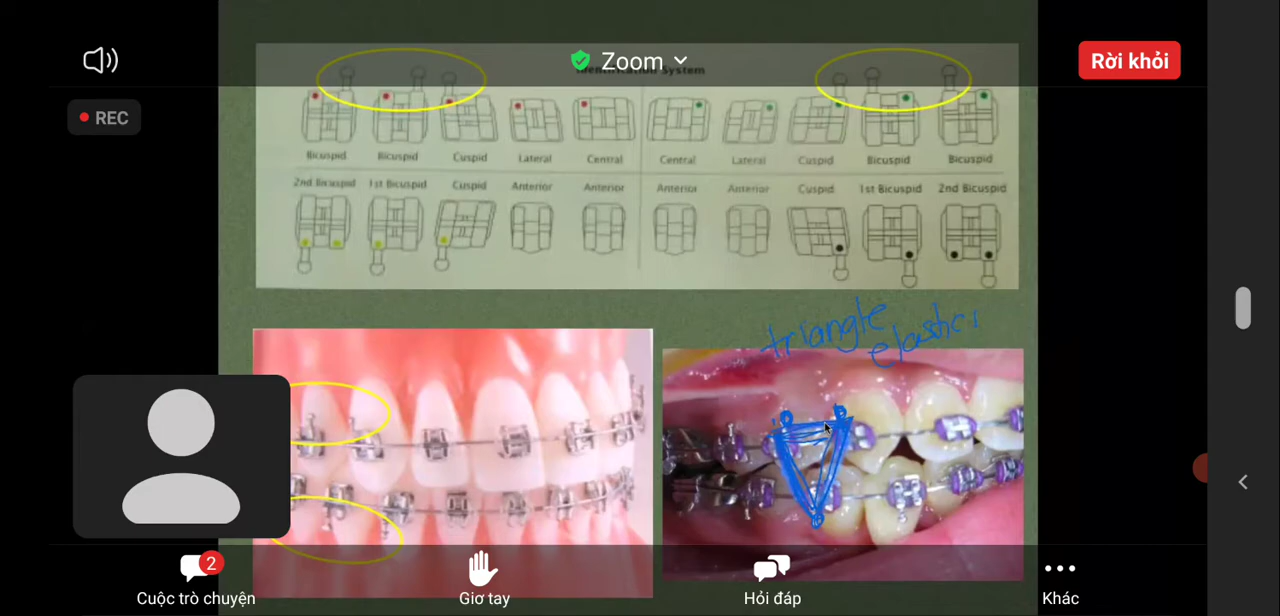 Zoom
Rời khỏi
Identification System
REC
Bicuspid Bicuspid Cuspid Lateral Central Central Lateral Cuspid Bicuspid Bicuspid
2nd Bicuspid 1st Bicuspid Cuspid Anterior Anterior Anterior Anterior Cuspid 1st Bicuspid 2nd Bicuspid
triangle
elastics
2
Cuộc trò chuyện
Giơ tay
Hỏi đáp
Khác